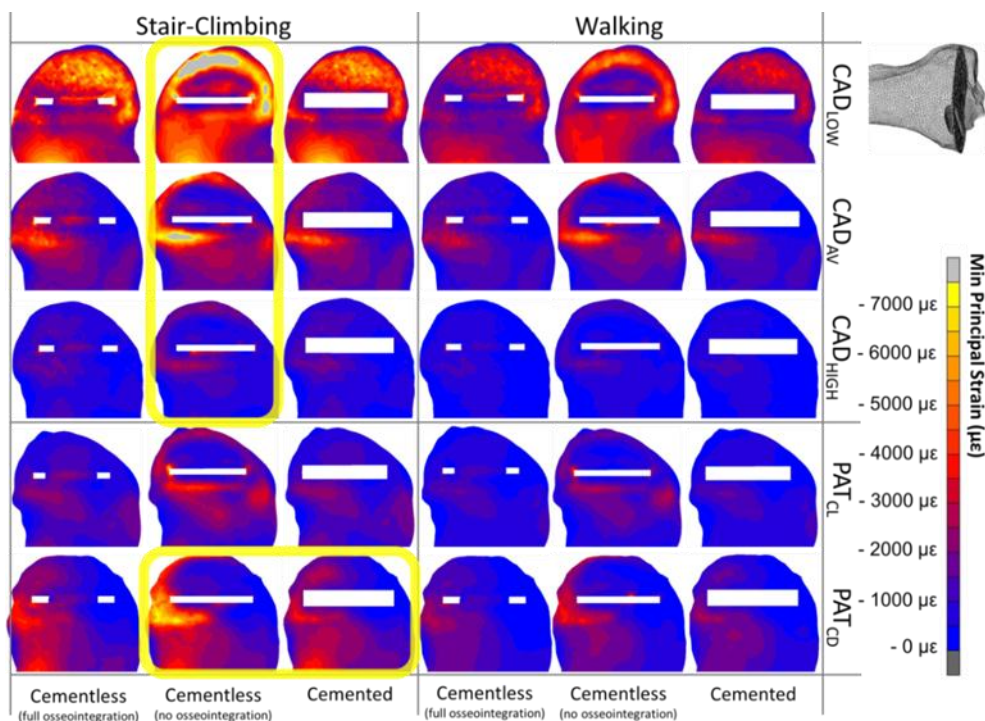 Stair-Climbing
Walking
CAD LOW
CAD AV
CAD HIGH
PAT CL
PAT CD
Min Principal Strain (µε)
- 7000 µε
- 6000 µε
- 5000 µε
- 4000 µε
- 3000 µε
- 2000 µε
- 1000 µε
- 0 µε
Cementless
(full osseointegration)
Cementless
(no osseointegration)
Cemented
Cementless
(full osseointegration)
Cementless
(no osseointegration)
Cemented